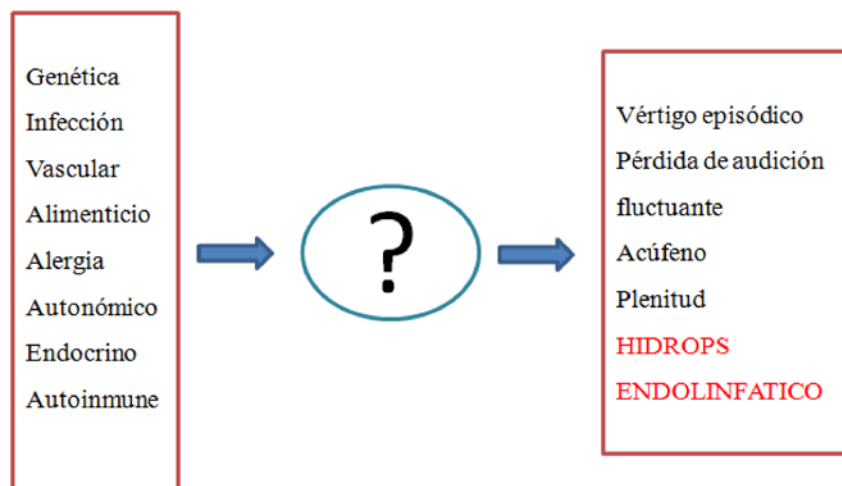 Genética
Infección
Vascular
Alimenticio
Alergia
Autonómico
Endocrino
Autoinmune
?
Vértigo episódico
Pérdida de audición
fluctuante
Acúfeno
Plenitud
HIDROPS
ENDOLINFATICO